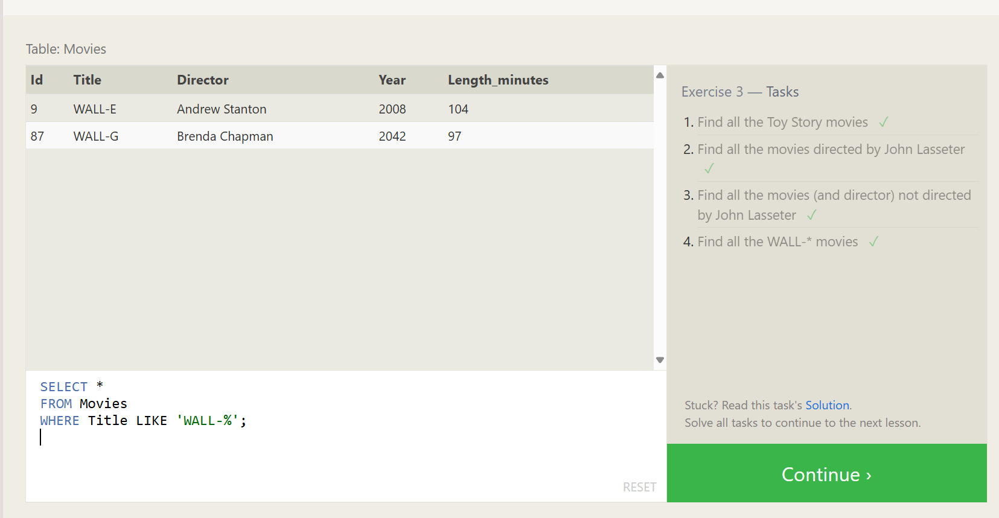 Table: Movies
Id Title Director Year Length_minutes
9 WALL-E Andrew Stanton 2008 104
87 WALL-G Brenda Chapman 2042 97
SELECT *
FROM Movies
WHERE Title LIKE 'WALL-%';
RESET
Exercise 3 — Tasks
1. Find all the Toy Story movies ✓
2. Find all the movies directed by John Lasseter
✓
3. Find all the movies (and director) not directed
by John Lasseter ✓
4. Find all the WALL-* movies ✓
Stuck? Read this task's Solution.
Solve all tasks to continue to the next lesson.
Continue ›